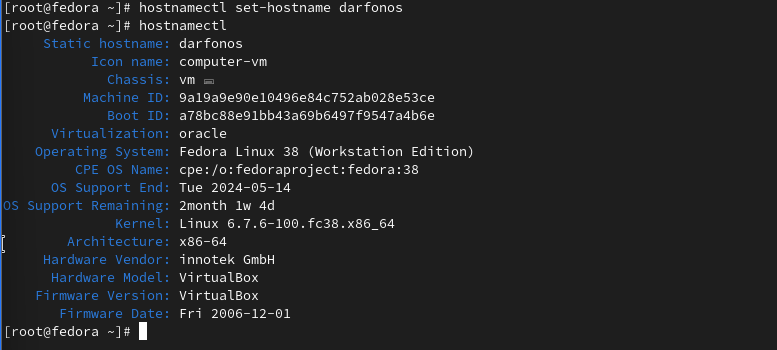 [root@fedora ~]# hostnamectl set-hostname darfonos
[root@fedora ~]# hostnamectl
Static hostname: darfonos
Icon name: computer-vm
Chassis: vm 🖴
Machine ID: 9a19a9e90e10496e84c752ab028e53ce
Boot ID: a78bc88e91bb43a69b6497f9547a4b6e
Virtualization: oracle
Operating System: Fedora Linux 38 (Workstation Edition)
CPE OS Name: cpe:/o:fedoraproject:fedora:38
OS Support End: Tue 2024-05-14
OS Support Remaining: 2month 1w 4d
Kernel: Linux 6.7.6-100.fc38.x86_64
Architecture: x86-64
Hardware Vendor: innotek GmbH
Hardware Model: VirtualBox
Firmware Version: VirtualBox
Firmware Date: Fri 2006-12-01
[root@fedora ~]#